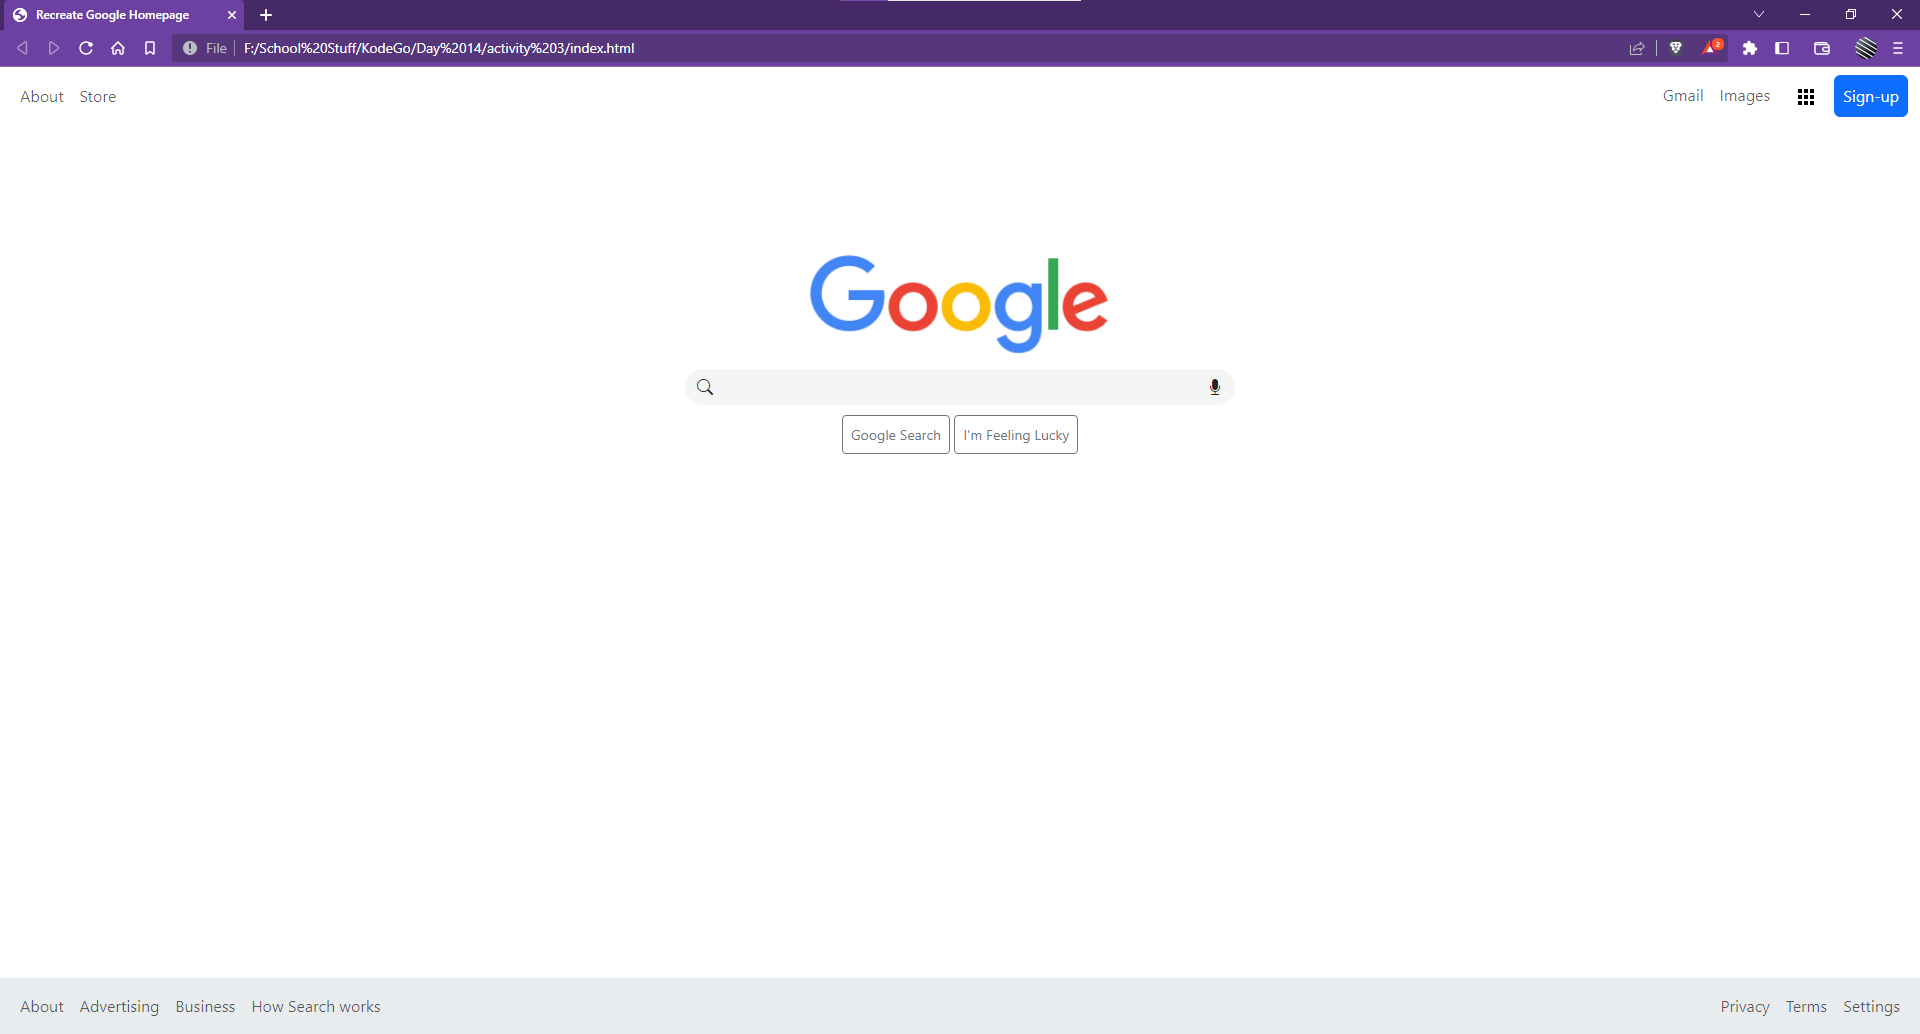 Recreate Google Homepage
File F:/School%20Stuff/KodeGo/Day%2014/activity%203/index.html 2
About Store Gmail Images Sign-up
Google
Google Search I'm Feeling Lucky
About Advertising Business How Search works Privacy Terms Settings